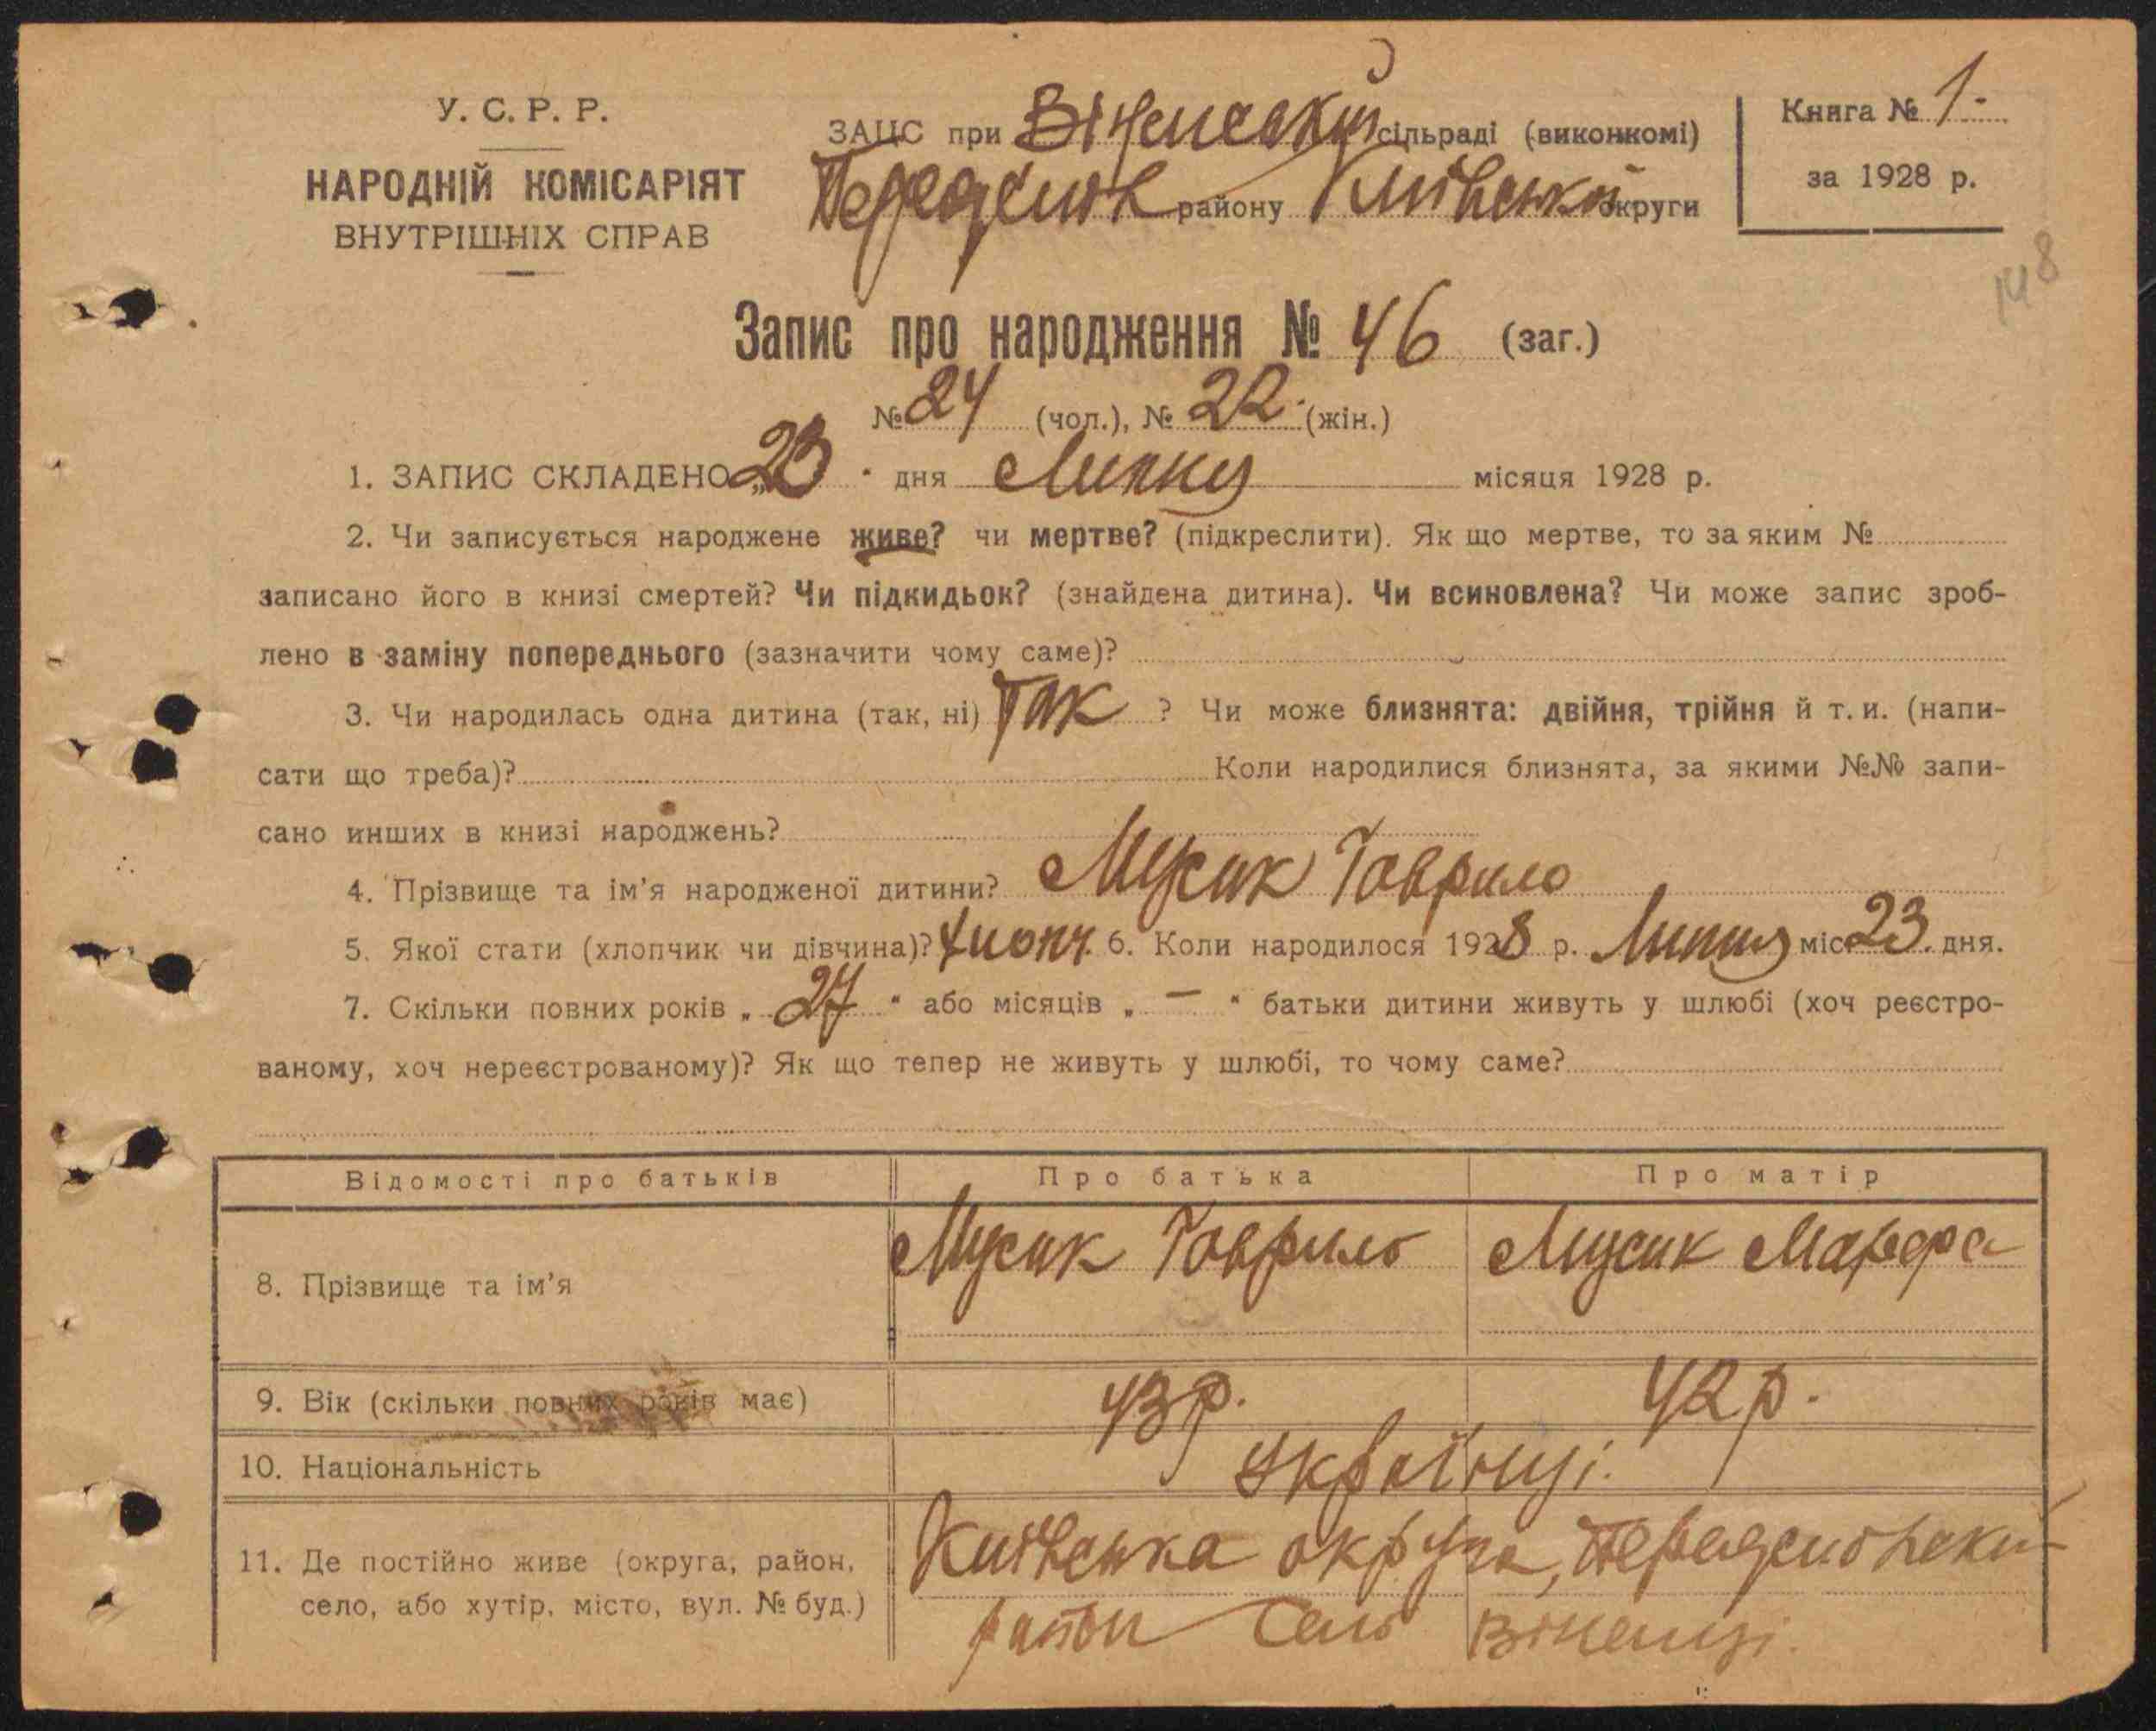 У. С. Р. Р.
НАРОДНІЙ КОМІСАРІЯТ
ВНУТРІШНІХ СПРАВ
ЗАЦС при Віненській сільраді (виконкомі)
району Київської округи
Книга № 1.
за 1928 р.
148
Запис про народження № 46 (заг.)
№ 24 (чол.), № 22. (жін.)
1. ЗАПИС СКЛАДЕНО „23“ дня Липня місяця 1928 р.
2. Чи записується народжене живе? чи мертве? (підкреслити). Як що мертве, то за яким №
записано його в книзі смертей? Чи підкидьок? (знайдена дитина). Чи всиновлена? Чи може запис зроб-
лено в заміну попереднього (зазначити чому саме)?
3. Чи народилась одна дитина (так, ні) Так ? Чи може близнята: двійня, трійня й т. и. (напи-
сати що треба)? Коли народилися близнята, за якими №№ запи-
сано инших в книзі народжень?
4. Прізвище та ім'я народженої дитини? Мусик Гаврило
5. Якої стати (хлопчик чи дівчина)? хлопч. 6. Коли народилося 1928 р. Липня міс. 23. дня.
7. Скільки повних років „27“ або місяців „—“ батьки дитини живуть у шлюбі (хоч реєстро-
ваному, хоч нереєстрованому)? Як що тепер не живуть у шлюбі, то чому саме?
Відомості про батьків Про батька Про матір
8. Прізвище та ім'я Мусик Гаврило Мусик Марфа
9. Вік (скільки повних років має) 43 р. 42 р.
10. Національність Українці.
11. Де постійно живе (округа, район,
село, або хутір, місто, вул. № буд.)
Київська округа,
район село Віненці.